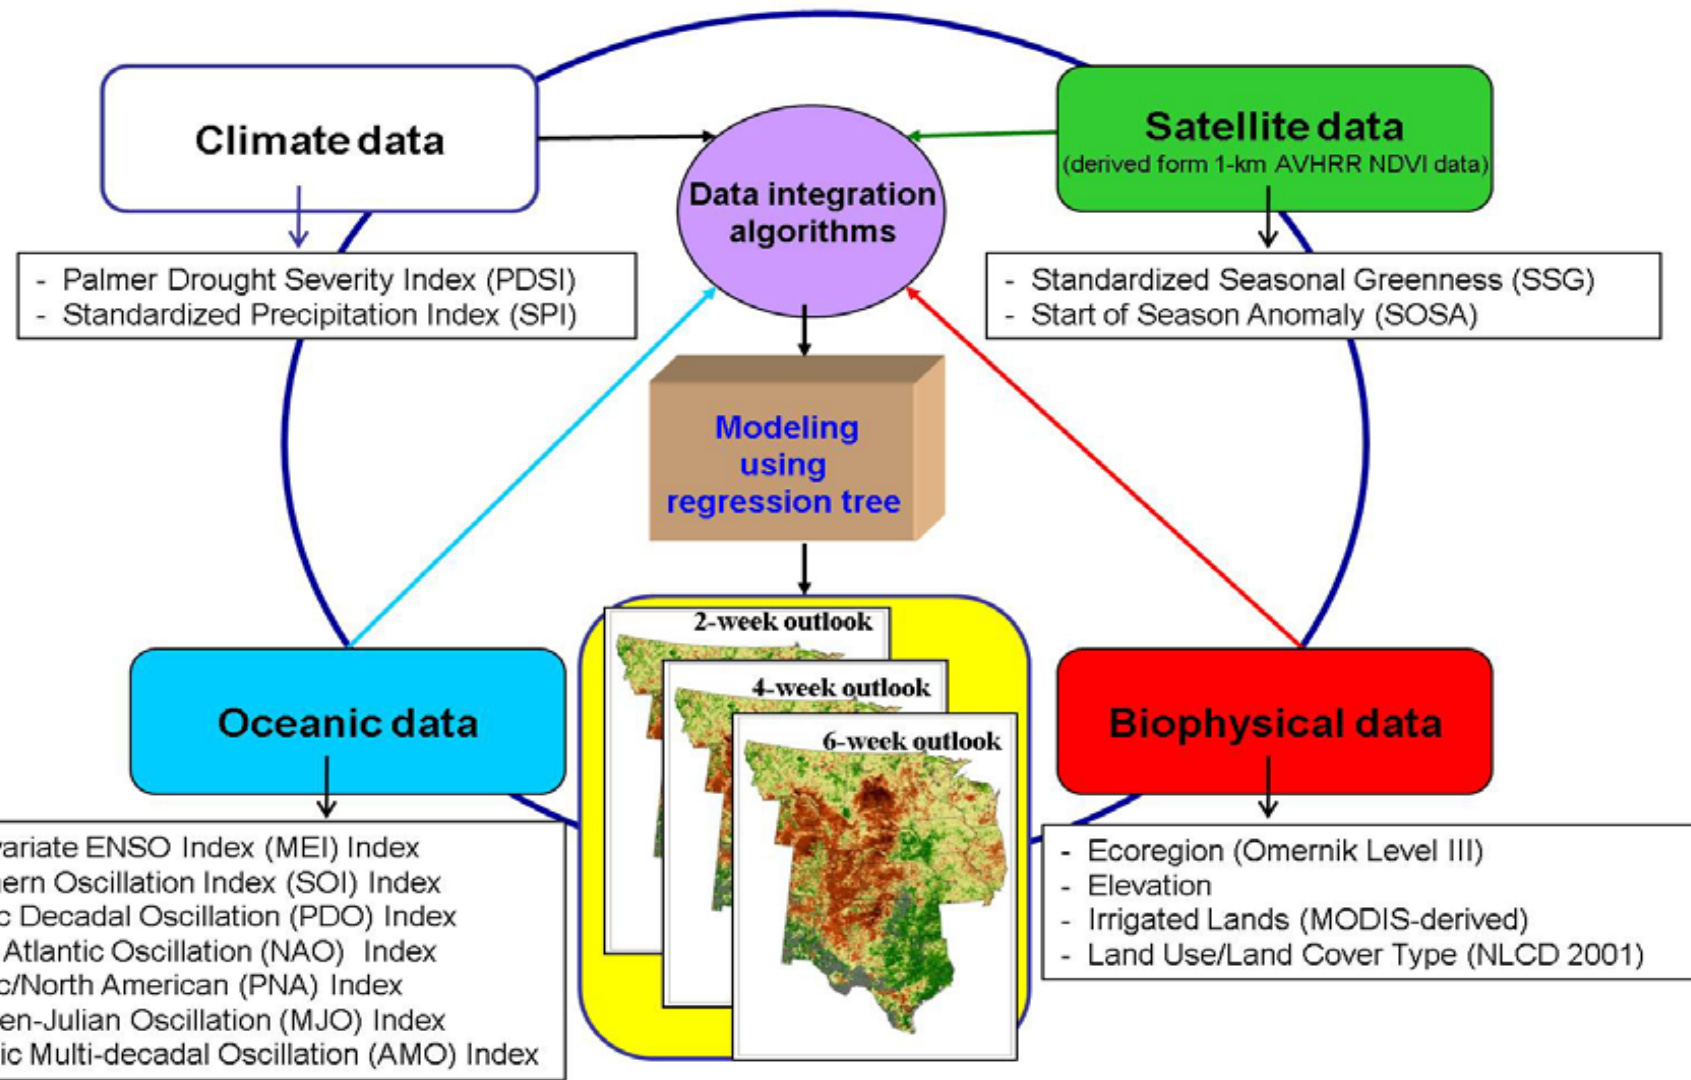 Climate data
Satellite data
(derived form 1-km AVHRR NDVI data)
Data integration
algorithms
- Palmer Drought Severity Index (PDSI)
- Standardized Precipitation Index (SPI)
- Standardized Seasonal Greenness (SSG)
- Start of Season Anomaly (SOSA)
Modeling
using
regression tree
2-week outlook
4-week outlook
6-week outlook
Oceanic data
Biophysical data
variate ENSO Index (MEI) Index
ern Oscillation Index (SOI) Index
c Decadal Oscillation (PDO) Index
Atlantic Oscillation (NAO) Index
c/North American (PNA) Index
en-Julian Oscillation (MJO) Index
ic Multi-decadal Oscillation (AMO) Index
- Ecoregion (Omernik Level III)
- Elevation
- Irrigated Lands (MODIS-derived)
- Land Use/Land Cover Type (NLCD 2001)